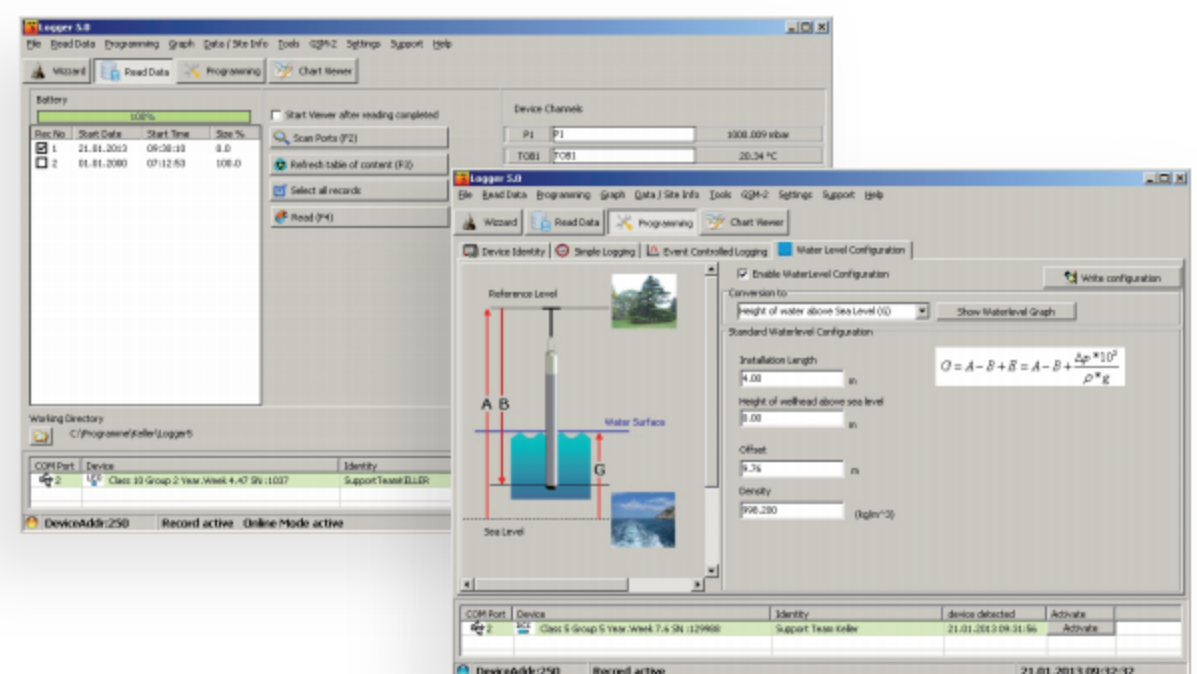 Logger 5.0
File Read Data Programming Graph Data / Site Info Tools GSM-2 Settings Support Help
Wizzard Read Data Programming Chart Viewer
Battery
100%
Rec No Start Date Start Time Size %
1 21.01.2013 09:30:10 0.0
2 01.01.2000 07:12:53 100.0
Start Viewer after reading completed
Scan Ports (F2)
Refresh table of content (F3)
Select all records
Read (F4)
Device Channels
P1 P1 1000.009 mbar
TOB1 TOB1 20.34 °C
Working Directory
C:\Programme\Keller\Logger5
COM Port Device Identity
2 Class 10 Group 2 Year.Week 4.47 SN :1037 SupportTeamKELLER
DeviceAddr:250 Record active Online Mode active
Logger 5.0
File Read Data Programming Graph Data / Site Info Tools GSM-2 Settings Support Help
Wizzard Read Data Programming Chart Viewer
Device Identity Simple Logging Event Controlled Logging Water Level Configuration
Reference Level
A B
Water Surface
G
Sea Level
Enable WaterLevel Configuration
Write configuration
Conversion to
Height of water above Sea Level (G) Show Waterlevel Graph
Standard Waterlevel Configuration
Installation Length
4.00 m
Height of wellhead above sea level
0.00 m
Offset
9.76 m
Density
998.200 (kg/m^3)
G = A - B + E = A - B + Δp*10² / ρ*g
COM Port Device Identity device detected Activate
2 Class 5 Group 5 Year.Week 7.6 SN :129988 Support Team Keller 21.01.2013 09:31:56 Activate
DeviceAddr:250 Record active 21.01.2013 09:32:32